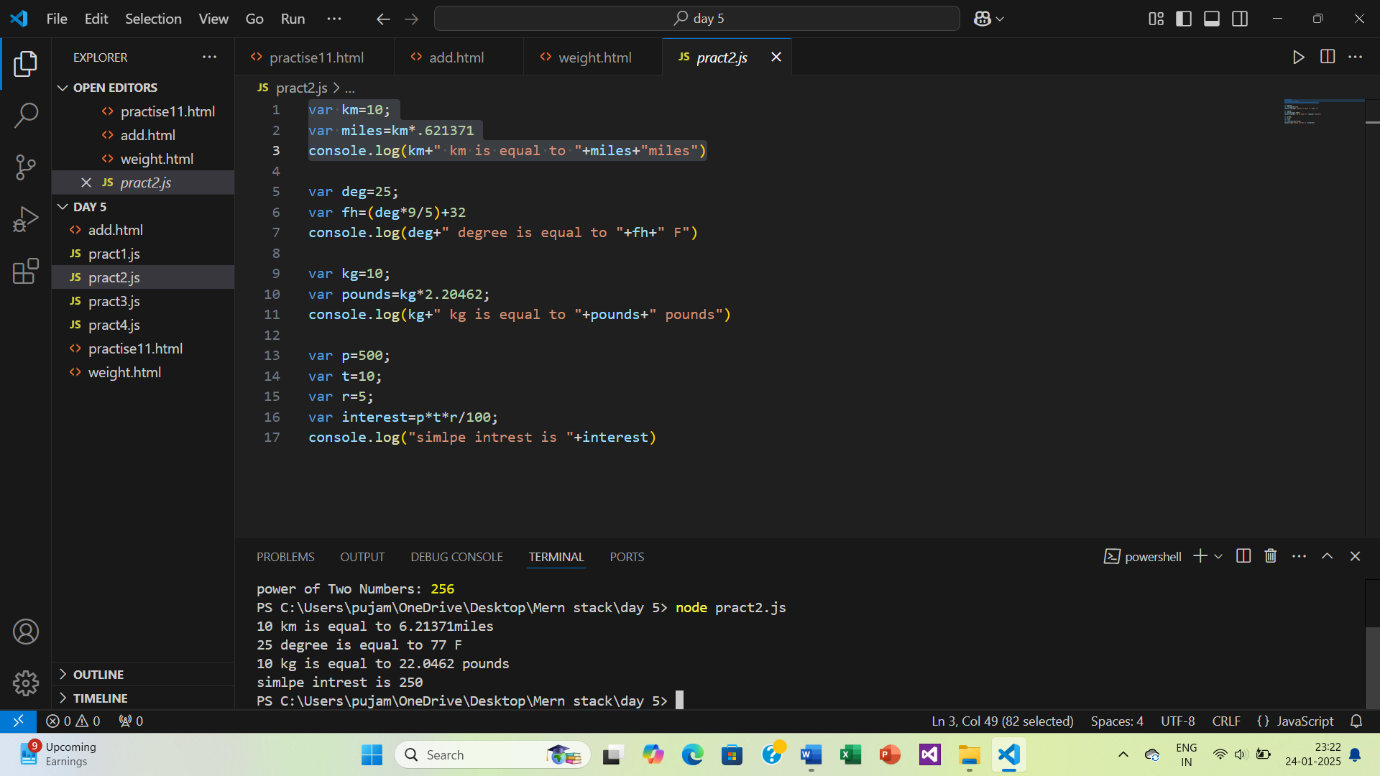 File Edit Selection View Go Run ··· day 5
EXPLORER ···
OPEN EDITORS
practise11.html
add.html
weight.html
JS pract2.js
DAY 5
add.html
JS pract1.js
JS pract2.js
JS pract3.js
JS pract4.js
practise11.html
weight.html
OUTLINE
TIMELINE
practise11.html add.html weight.html JS pract2.js
JS pract2.js > ...
1 var km=10;
2 var miles=km*.621371
3 console.log(km+" km is equal to "+miles+"miles")
4
5 var deg=25;
6 var fh=(deg*9/5)+32
7 console.log(deg+" degree is equal to "+fh+" F")
8
9 var kg=10;
10 var pounds=kg*2.20462;
11 console.log(kg+" kg is equal to "+pounds+" pounds")
12
13 var p=500;
14 var t=10;
15 var r=5;
16 var interest=p*t*r/100;
17 console.log("simlpe intrest is "+interest)
PROBLEMS OUTPUT DEBUG CONSOLE TERMINAL PORTS powershell
power of Two Numbers: 256
PS C:\Users\pujam\OneDrive\Desktop\Mern stack\day 5> node pract2.js
10 km is equal to 6.21371miles
25 degree is equal to 77 F
10 kg is equal to 22.0462 pounds
simlpe intrest is 250
PS C:\Users\pujam\OneDrive\Desktop\Mern stack\day 5>
0 0 0 Ln 3, Col 49 (82 selected) Spaces: 4 UTF-8 CRLF {} JavaScript
9 Upcoming
Earnings
Search
ENG
IN
23:22
24-01-2025